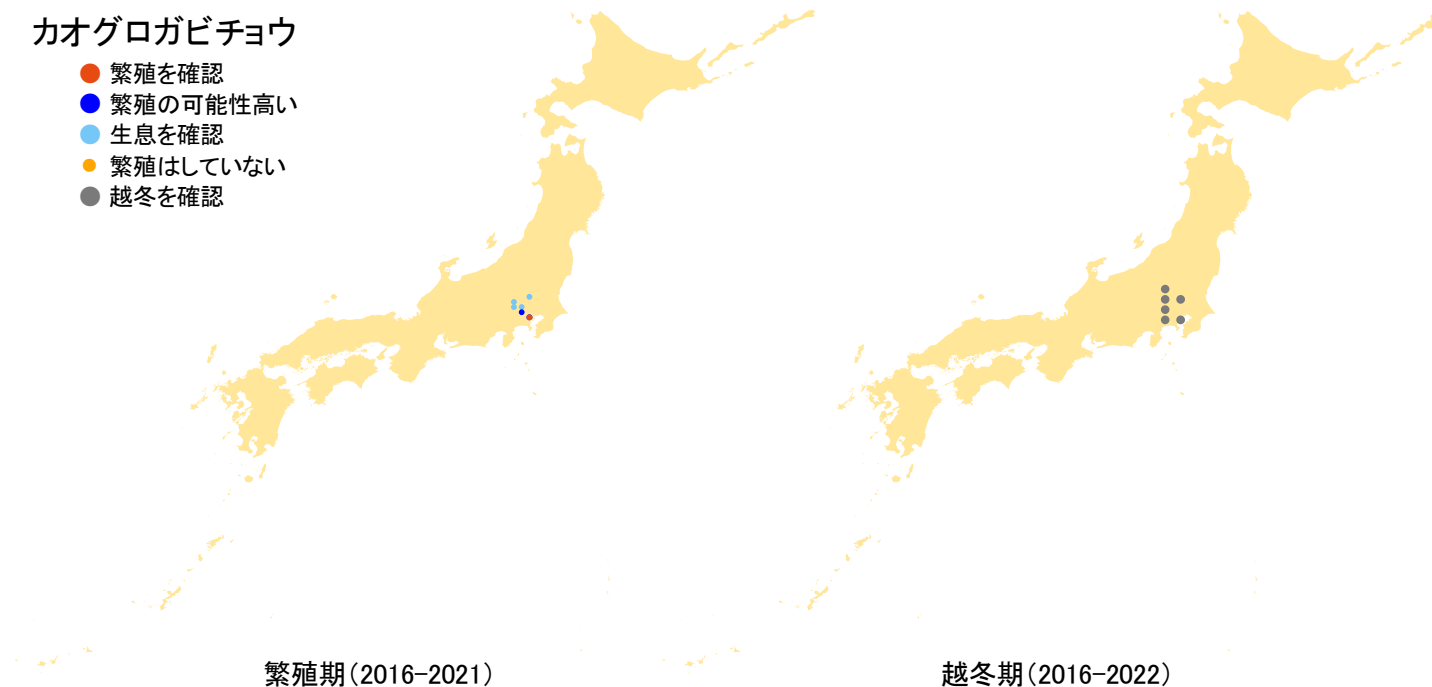 カオグロガビチョウ
繁殖を確認
繁殖の可能性高い
生息を確認
繁殖はしていない
越冬を確認
繁殖期（2016-2021）
越冬期（2016-2022）